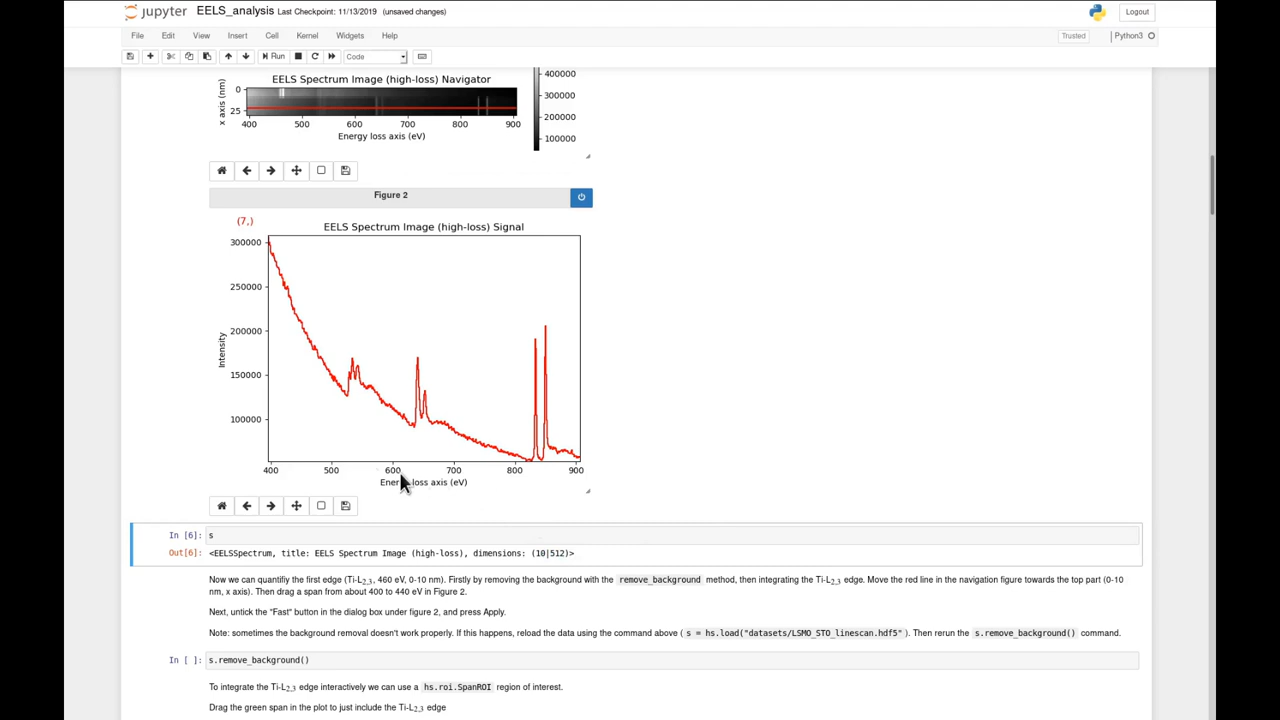 jupyter EELS_analysis Last Checkpoint: 11/13/2019 (unsaved changes) Logout
File Edit View Insert Cell Kernel Widgets Help Trusted Python3
Run Code
EELS Spectrum Image (high-loss) Navigator
400000
300000
200000
100000
x axis (nm)
0
25
400 500 600 700 800 900
Energy loss axis (eV)
Figure 2
(7,)
EELS Spectrum Image (high-loss) Signal
300000
250000
200000
150000
100000
Intensity
400 500 600 700 800 900
Energy loss axis (eV)
In [6]: s
Out[6]: <EELSSpectrum, title: EELS Spectrum Image (high-loss), dimensions: (10|512)>
Now we can quantifiy the first edge (Ti-L2,3, 460 eV, 0-10 nm). Firstly by removing the background with the remove_background method, then integrating the Ti-L2,3 edge. Move the red line in the navigation figure towards the top part (0-10
nm, x axis). Then drag a span from about 400 to 440 eV in Figure 2.
Next, untick the "Fast" button in the dialog box under figure 2, and press Apply.
Note: sometimes the background removal doesn't work properly. If this happens, reload the data using the command above ( s = hs.load("datasets/LSMO_STO_linescan.hdf5") ). Then rerun the s.remove_background() command.
In [ ]: s.remove_background()
To integrate the Ti-L2,3 edge interactively we can use a hs.roi.SpanROI region of interest.
Drag the green span in the plot to just include the Ti-L2,3 edge